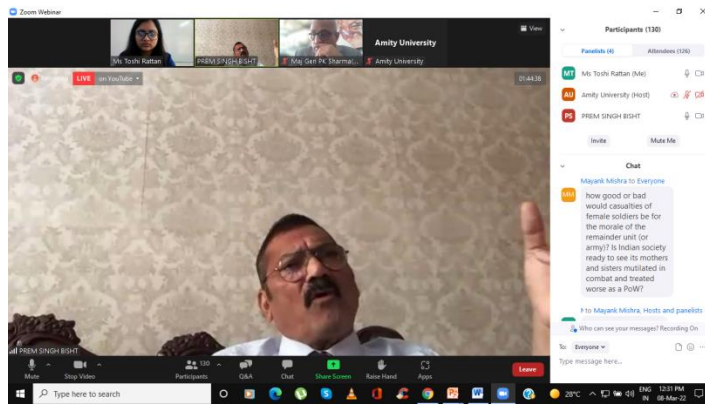 Zoom Webinar
View
Amity University
Ms Toshi Rattan
PREM SINGH BISHT
Maj Gen PK Sharma(...
Amity University
LIVE on YouTube
01:44:36
PREM SINGH BISHT
Mute
Stop Video
130
Participants
Q&A
Chat
Share Screen
Raise Hand
Apps
Leave
Participants (130)
Panelists (4)
Attendees (126)
MT Ms Toshi Rattan (Me)
AU Amity University (Host)
PS PREM SINGH BISHT
Invite
Mute Me
Chat
Mayank Mishra to Everyone
MM
how good or bad
would casualties of
female soldiers be for
the morale of the
remainder unit (or
army)? Is Indian society
ready to see its mothers
and sisters mutilated in
combat and treated
worse as a PoW?
to Mayank Mishra, Hosts and panelists
Who can see your messages? Recording On
To: Everyone
Type message here...
Type here to search
28°C
ENG
IN
12:31 PM
08-Mar-22